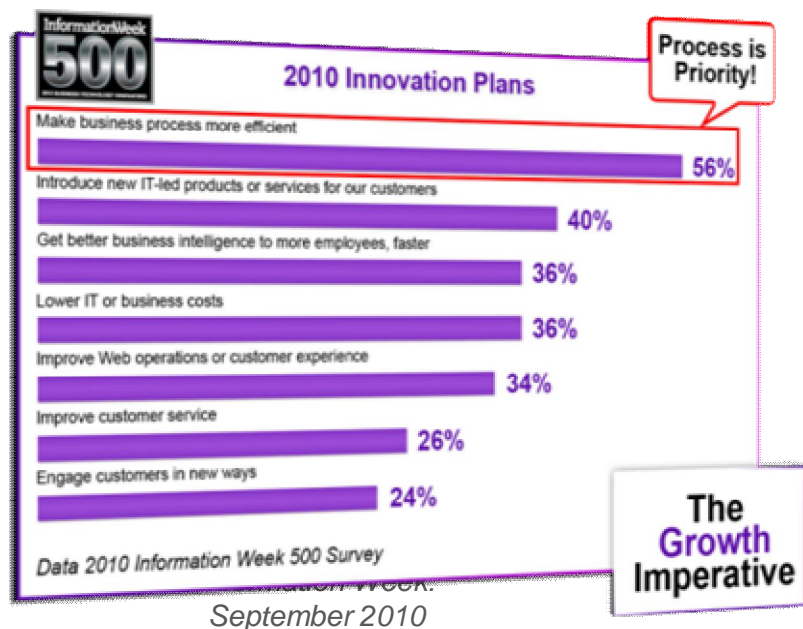 InformationWeek
500
2010 Innovation Plans
Process is
Priority!
Make business process more efficient
56%
Introduce new IT-led products or services for our customers
40%
Get better business intelligence to more employees, faster
36%
Lower IT or business costs
36%
Improve Web operations or customer experience
34%
Improve customer service
26%
Engage customers in new ways
24%
Data 2010 Information Week 500 Survey
The
Growth
Imperative
Week.
September 2010